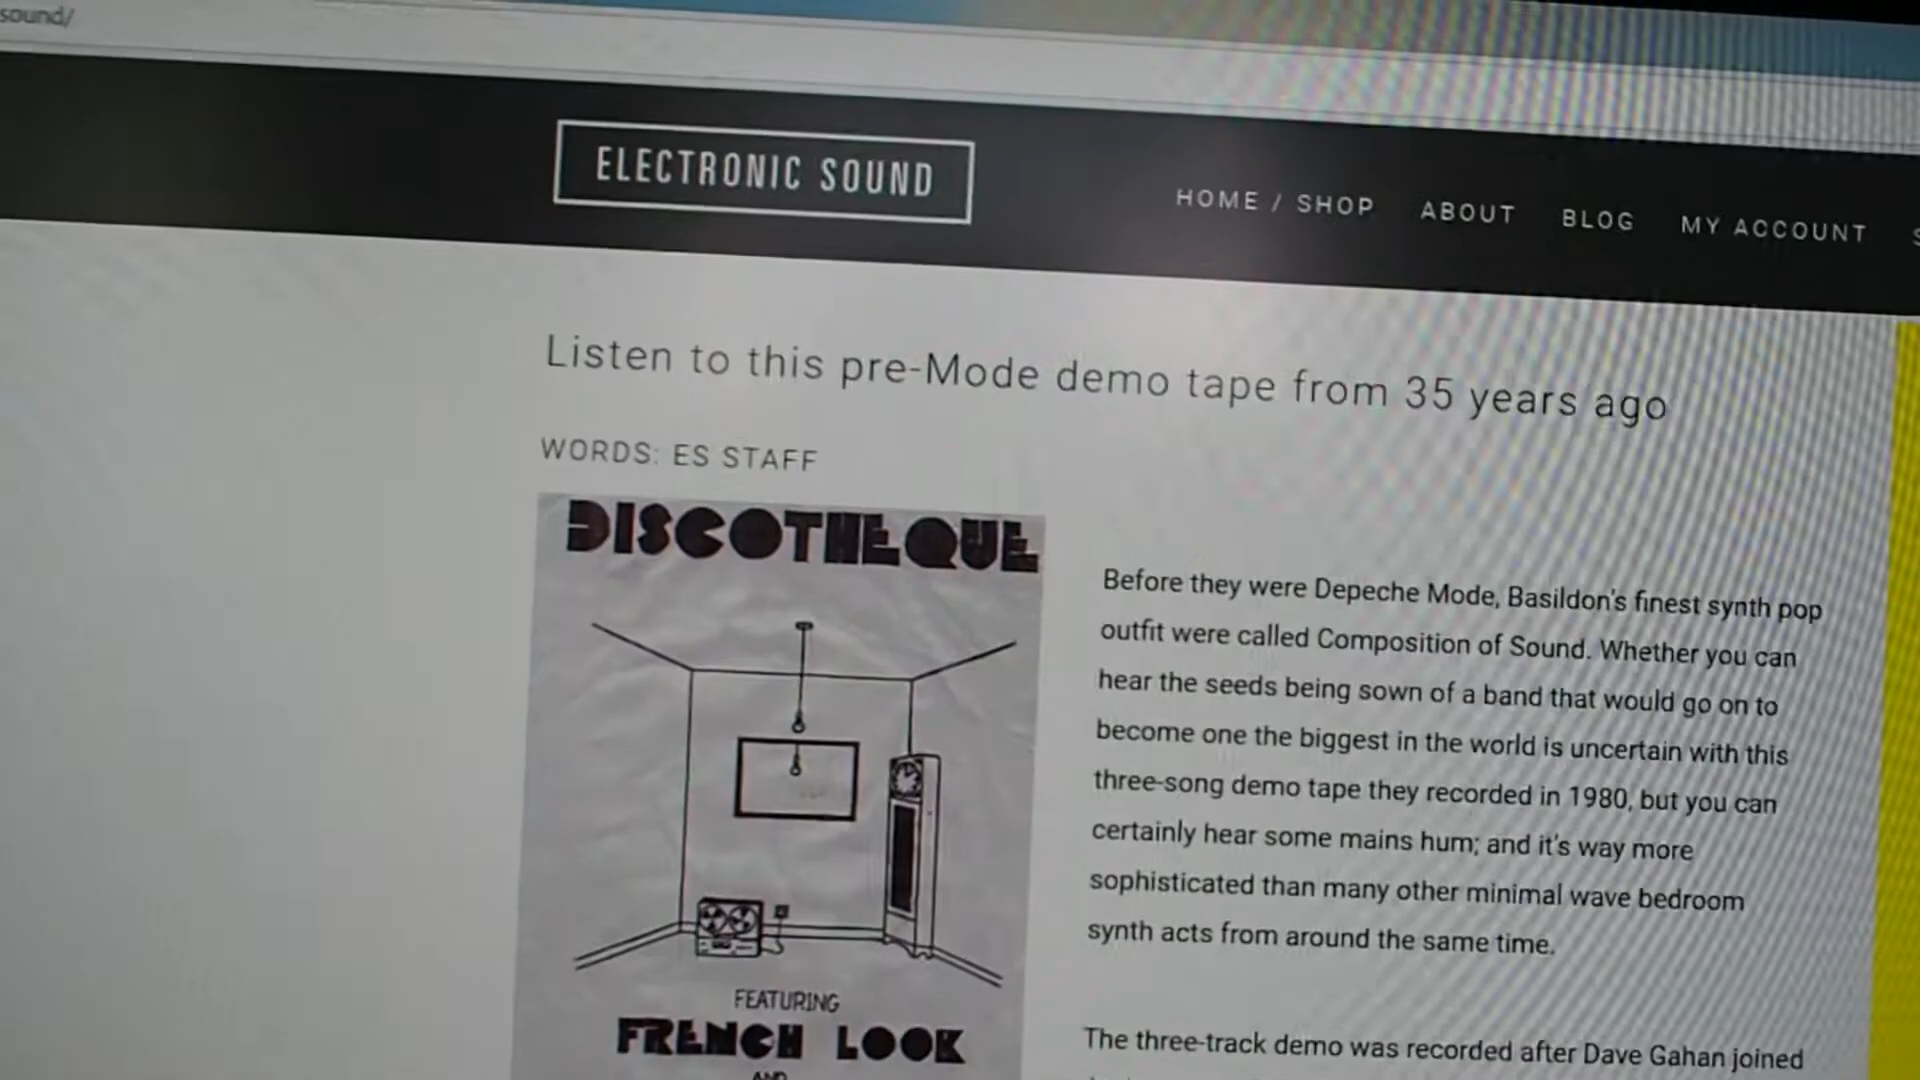 sound/
ELECTRONIC SOUND
HOME / SHOP ABOUT BLOG MY ACCOUNT
Listen to this pre-Mode demo tape from 35 years ago
WORDS: ES STAFF
DISCOTHEQUE
FEATURING
FRENCH LOOK
AND
Before they were Depeche Mode, Basildon's finest synth pop
outfit were called Composition of Sound. Whether you can
hear the seeds being sown of a band that would go on to
become one the biggest in the world is uncertain with this
three-song demo tape they recorded in 1980, but you can
certainly hear some mains hum; and it's way more
sophisticated than many other minimal wave bedroom
synth acts from around the same time.
The three-track demo was recorded after Dave Gahan joined